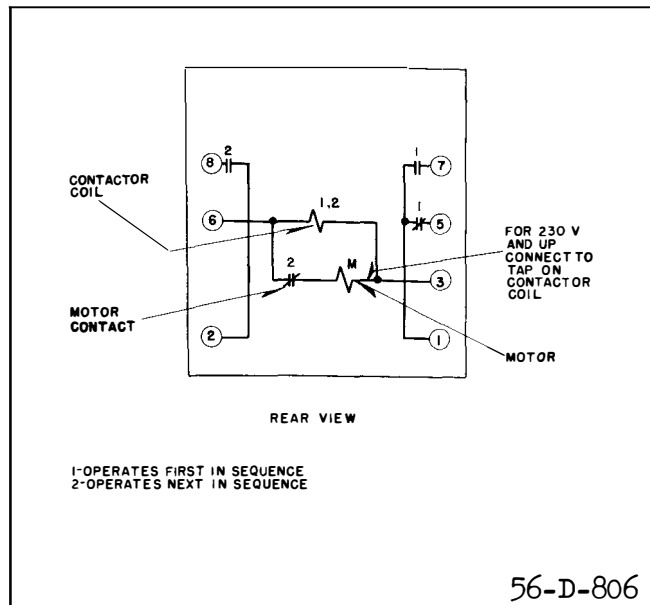 2
8
1
7
CONTACTOR
COIL
1,2
6
1
5
FOR 230 V
AND UP
CONNECT TO
TAP ON
CONTACTOR
COIL
2
M
3
MOTOR
CONTACT
2
1
MOTOR
REAR VIEW
1-OPERATES FIRST IN SEQUENCE
2-OPERATES NEXT IN SEQUENCE
56-D-806